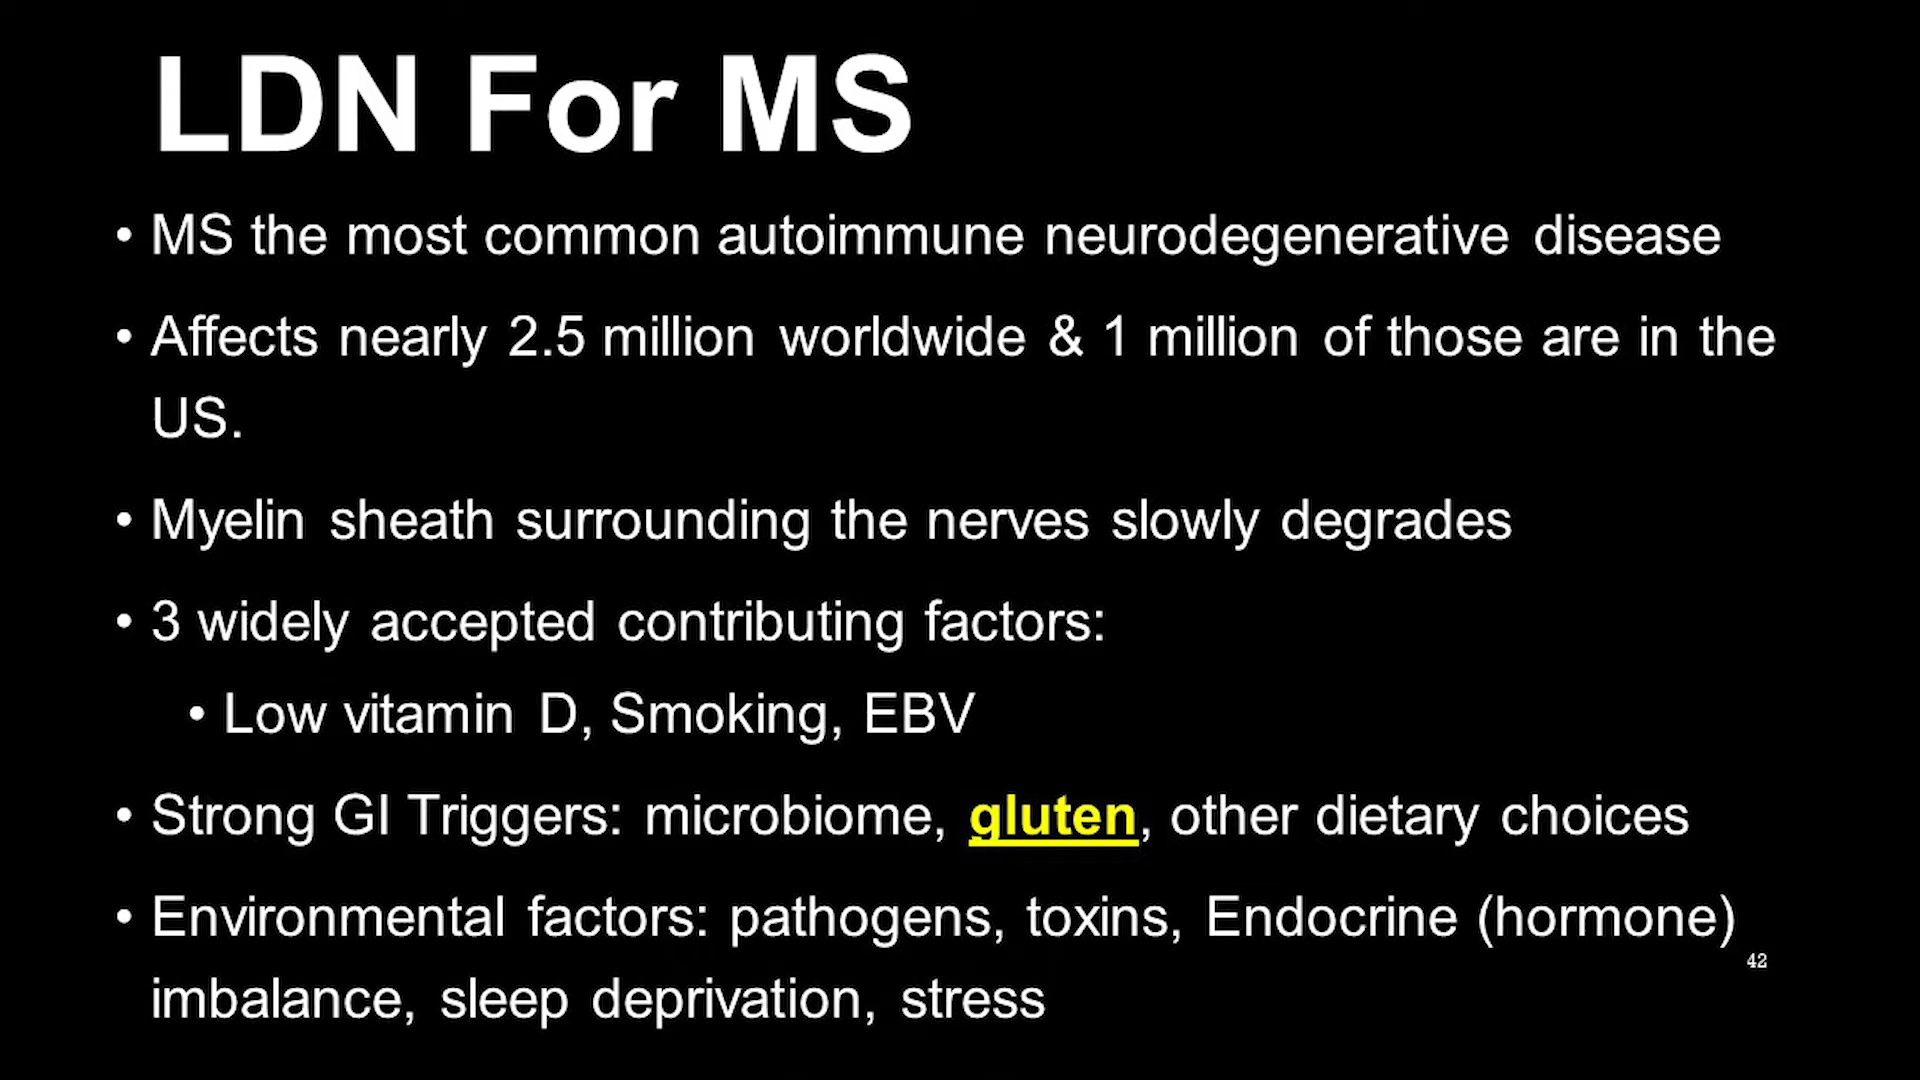 LDN For MS
• MS the most common autoimmune neurodegenerative disease
• Affects nearly 2.5 million worldwide & 1 million of those are in the
US.
• Myelin sheath surrounding the nerves slowly degrades
• 3 widely accepted contributing factors:
• Low vitamin D, Smoking, EBV
• Strong GI Triggers: microbiome, gluten, other dietary choices
• Environmental factors: pathogens, toxins, Endocrine (hormone)
imbalance, sleep deprivation, stress
42